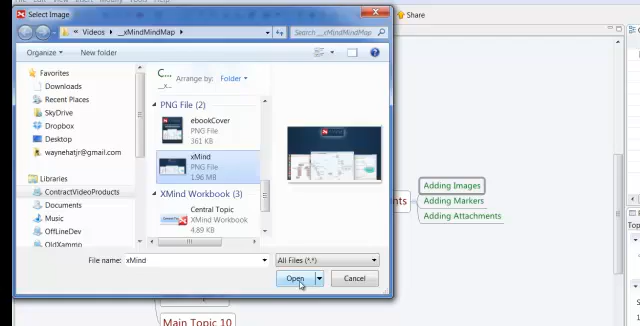 Select Image
Share
Videos
__xMindMindMap
Search __xMindMindMap
Organize
New folder
Favorites
Downloads
Recent Places
SkyDrive
Dropbox
Desktop
waynehatjr@gmail.com
Libraries
ContractVideoProducts
Documents
Music
OffLineDev
OldXampp
C...
__x...
Arrange by: Folder
PNG File (2)
ebookCover
PNG File
361 KB
xMind
PNG File
1.96 MB
XMind Workbook (3)
Central Topic
XMind Workbook
4.89 KB
File name: xMind
All Files (*.*)
Open
Cancel
Adding Images
Adding Markers
Adding Attachments
Main Topic 10